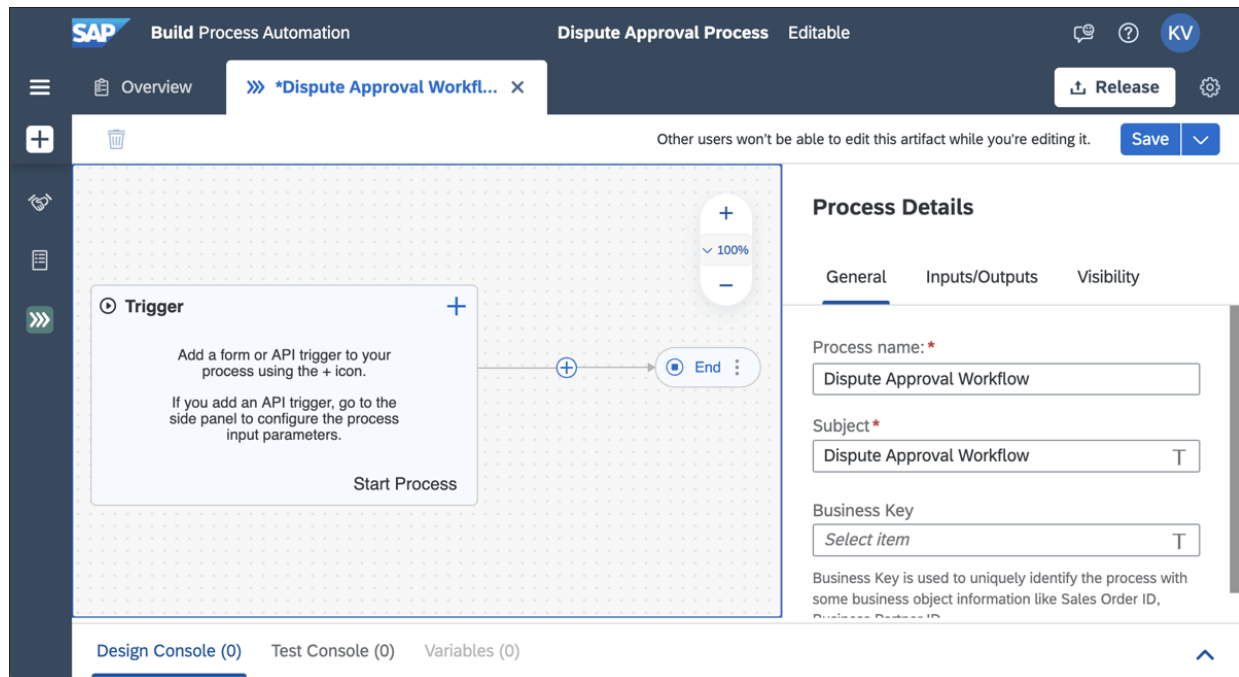 SAP Build Process Automation Dispute Approval Process Editable KV
Overview *Dispute Approval Workfl... Release
Other users won't be able to edit this artifact while you're editing it. Save
Process Details
100%
General Inputs/Outputs Visibility
Trigger
Add a form or API trigger to your
process using the + icon.
If you add an API trigger, go to the
side panel to configure the process
input parameters.
Start Process
End
Process name:*
Dispute Approval Workflow
Subject*
Dispute Approval Workflow
Business Key
Select item
Business Key is used to uniquely identify the process with
some business object information like Sales Order ID,
Business Partner ID
Design Console (0) Test Console (0) Variables (0)